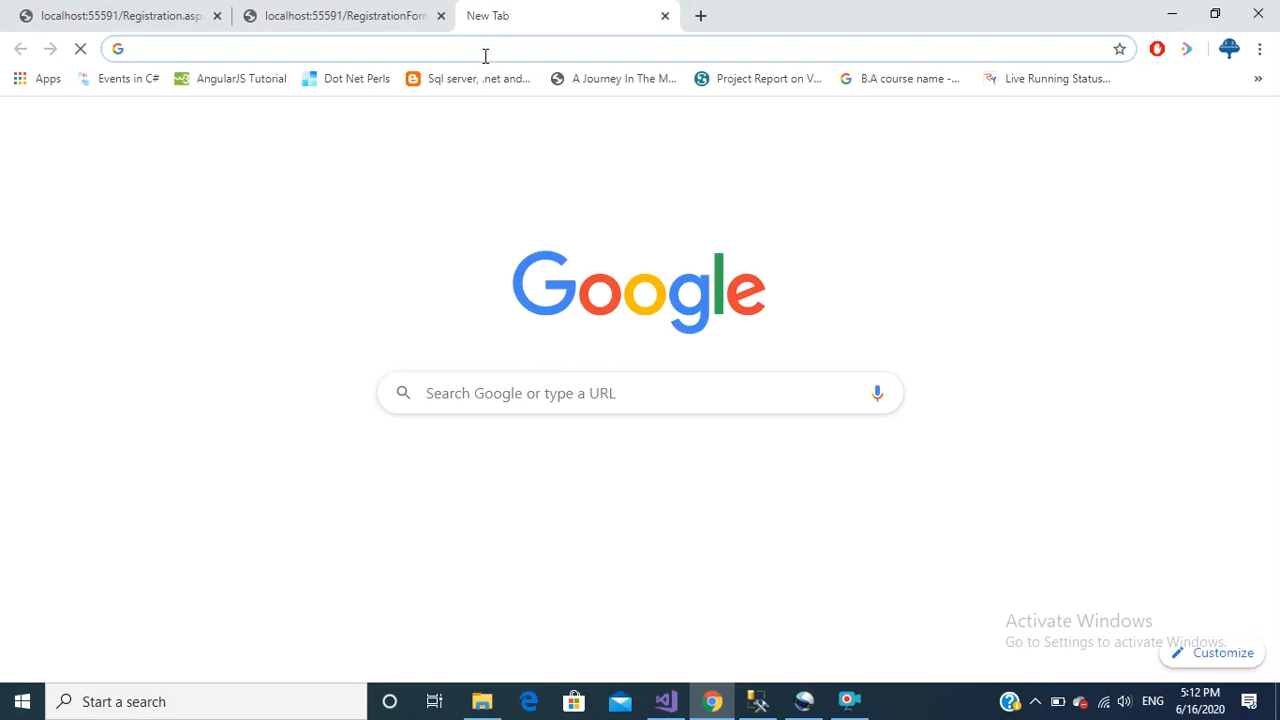 localhost:55591/Registration.asp
localhost:55591/RegistrationForm
New Tab
Apps
Events in C#
AngularJS Tutorial
Dot Net Perls
Sql server, .net and...
A Journey In The M...
Project Report on V...
B.A course name -...
Live Running Status...
Google
Search Google or type a URL
Activate Windows
Go to Settings to activate Windows.
Customize
Start a search
ENG
5:12 PM
6/16/2020